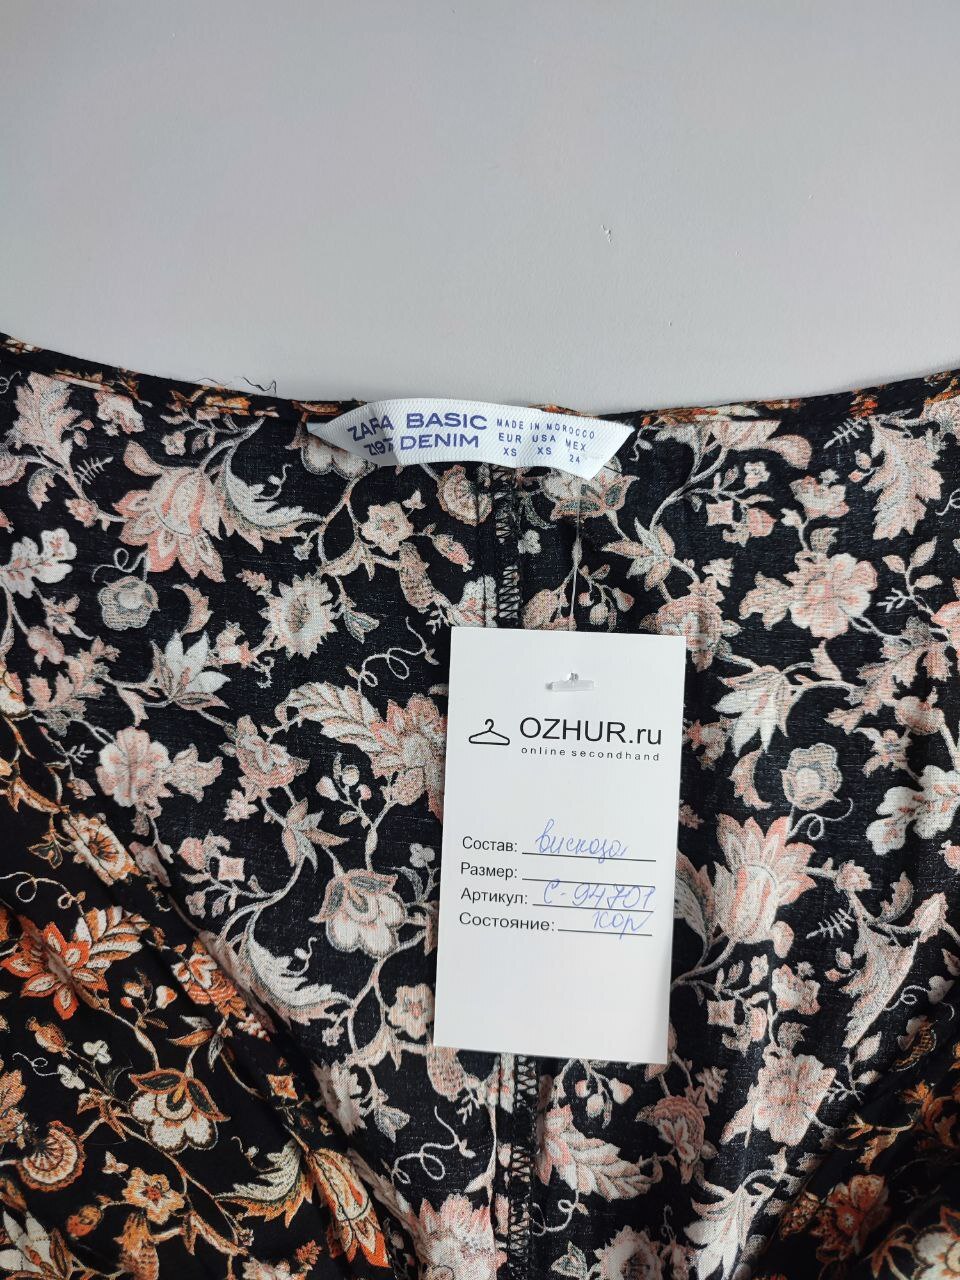 ZARA BASIC
Z1975 DENIM
MADE IN MOROCCO
EUR USA MEX
XS XS 24
OZHUR.ru
online secondhand
Состав: вискоза
Размер:
Артикул: С-94701
Состояние: 1сор